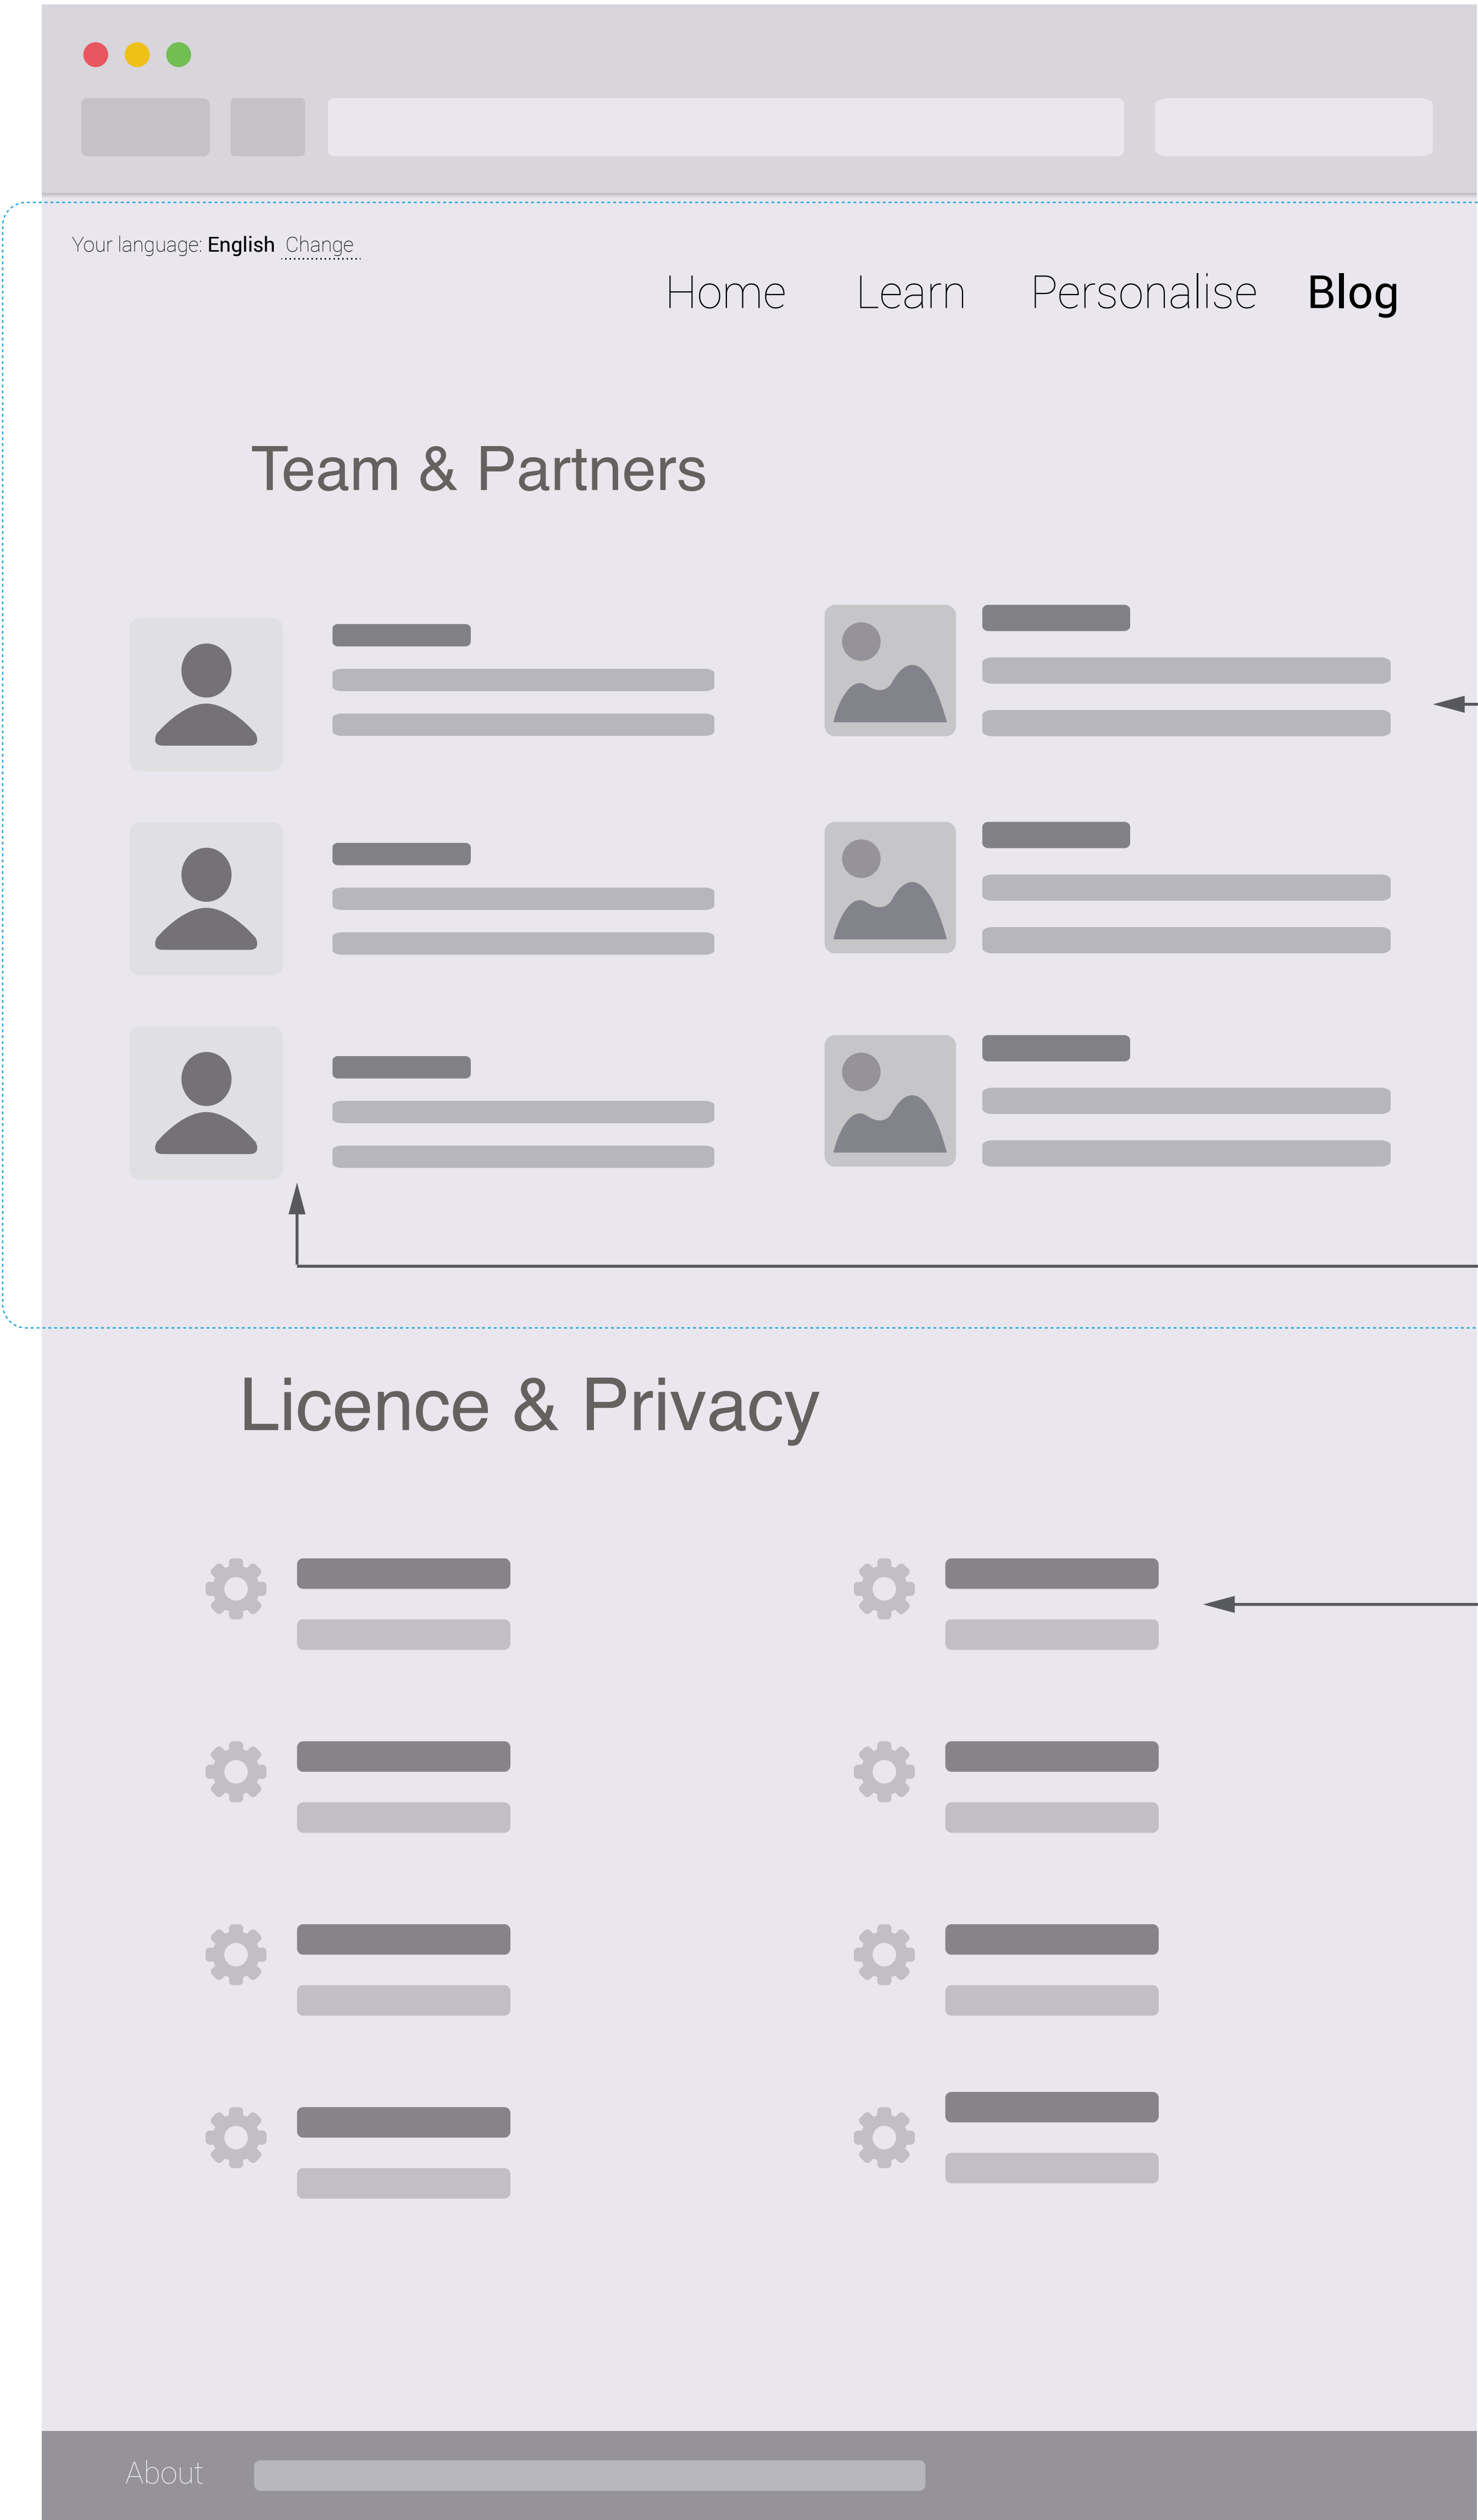 Your language: English Change
Home Learn Personalise Blog
Team & Partners
Licence & Privacy
About